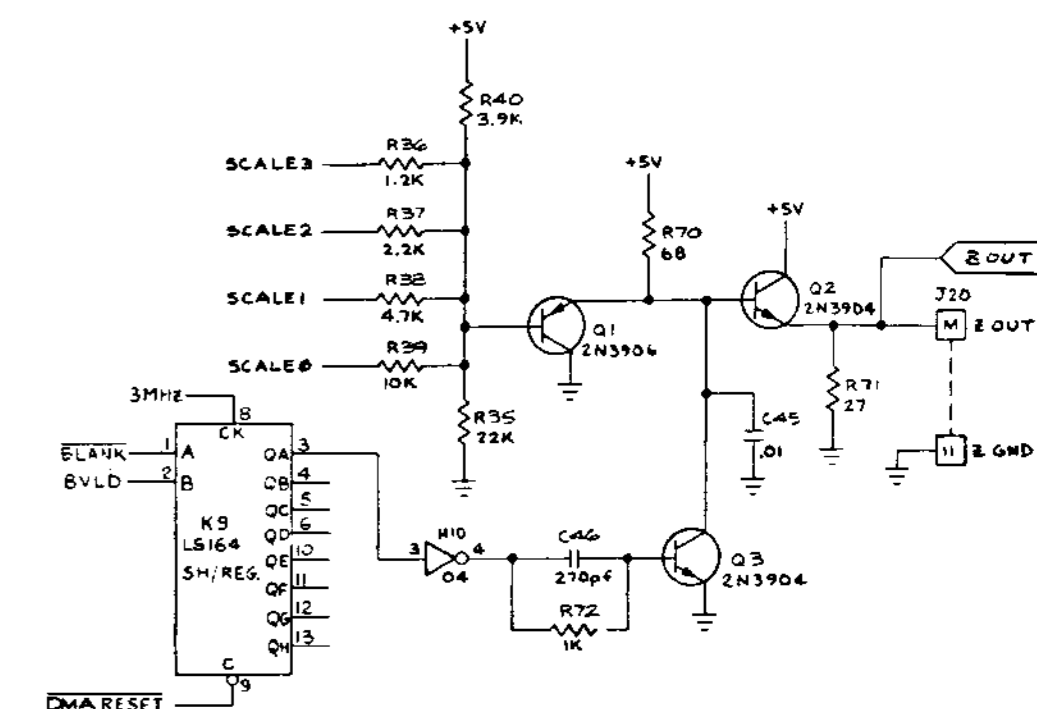 +5V
R40
3.9K
SCALE3
R36
1.2K
SCALE2
R37
2.2K
SCALE1
R38
4.7K
SCALE0
R39
10K
R35
22K
Q1
2N3906
+5V
R70
68
+5V
Q2
2N3904
Z OUT
J20
M
Z OUT
R71
27
11
Z GND
C45
.01
3MHZ
8
CK
BLANK
1
A
BVLD
2
B
K9
LS164
SH/REG.
QA
3
QB
4
QC
5
QD
6
QE
10
QF
11
QG
12
QH
13
C
9
DMA RESET
3
H10
4
04
C46
270pf
R72
1K
Q3
2N3904